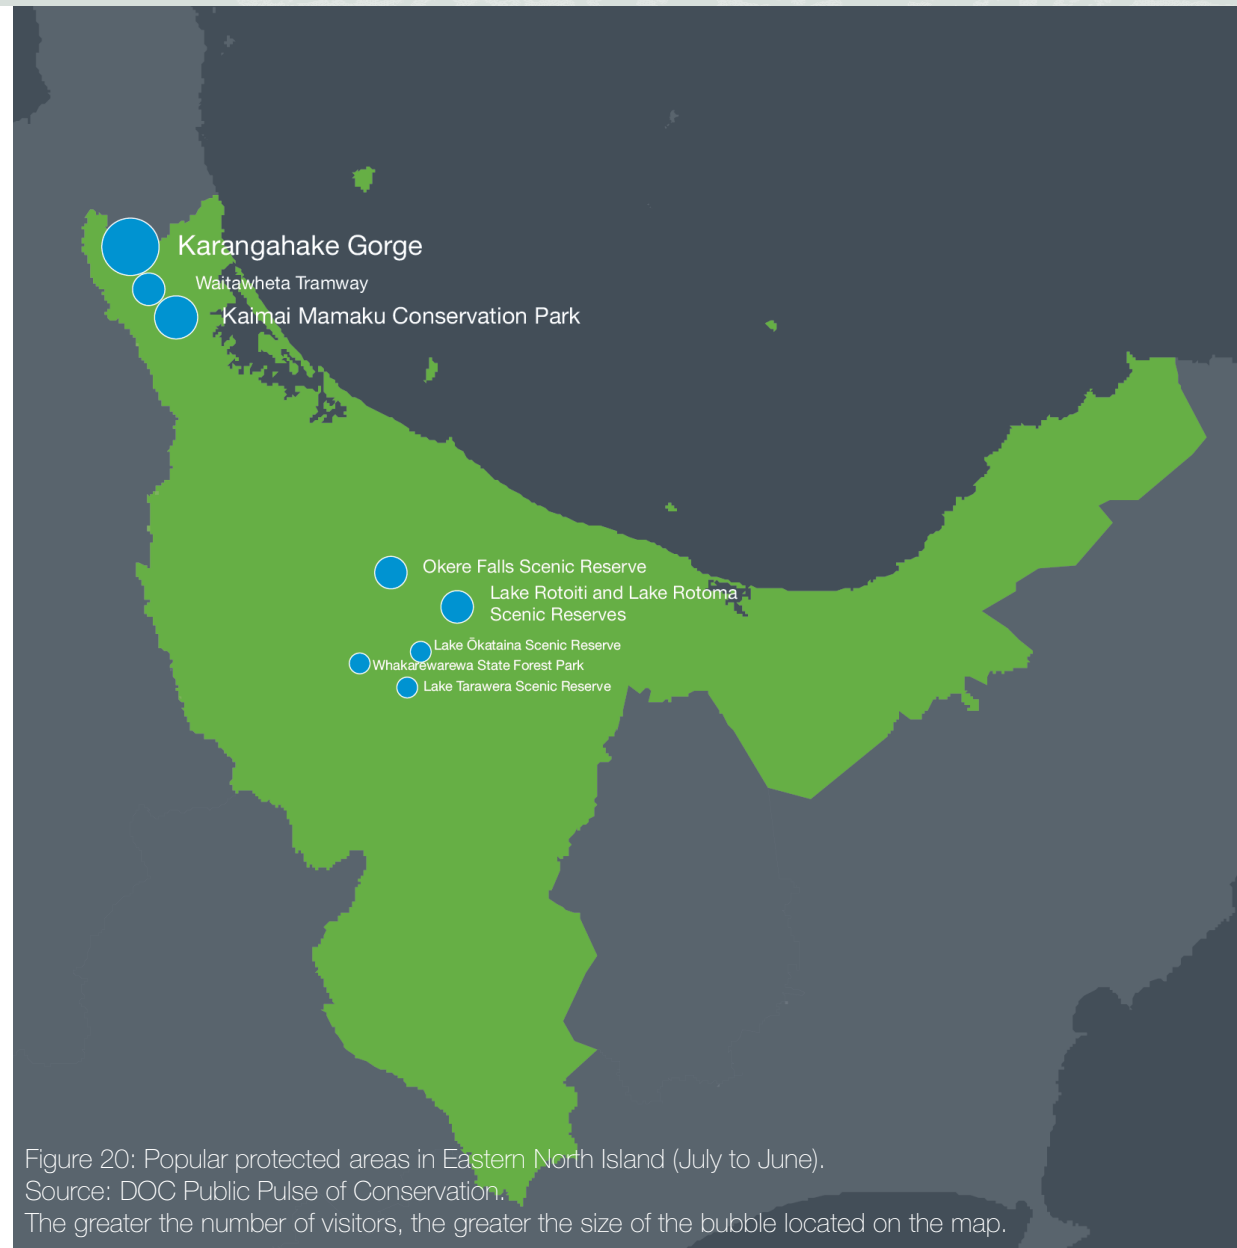 Karangahake Gorge
Waitawheta Tramway
Kaimai Mamaku Conservation Park
Okere Falls Scenic Reserve
Lake Rotoiti and Lake Rotoma
Scenic Reserves
Lake Ōkataina Scenic Reserve
Whakarewarewa State Forest Park
Lake Tarawera Scenic Reserve
Figure 20: Popular protected areas in Eastern North Island (July to June).
Source: DOC Public Pulse of Conservation.
The greater the number of visitors, the greater the size of the bubble located on the map.